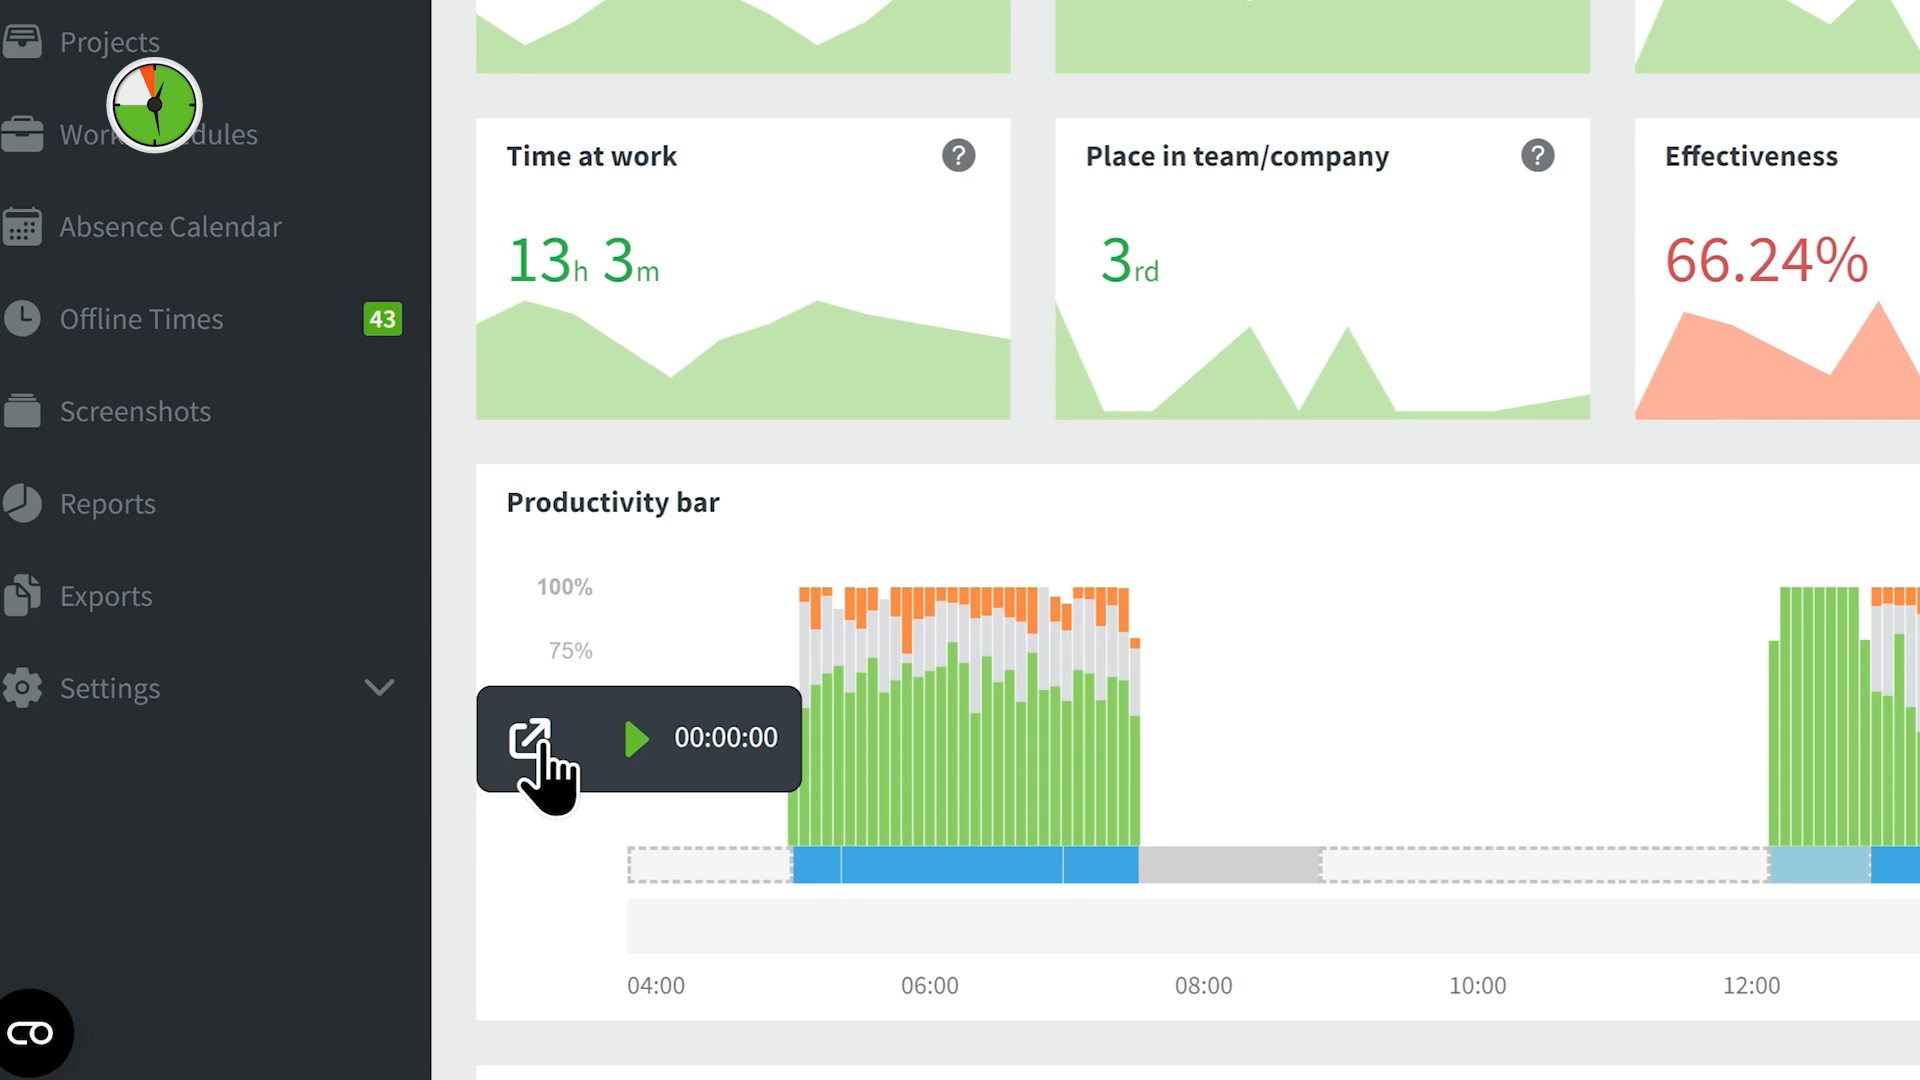 Projects
Work dules
Absence Calendar
Offline Times 43
Screenshots
Reports
Exports
Settings
Time at work ?
13h 3m
Place in team/company ?
3rd
Effectiveness
66.24%
Productivity bar
100%
75%
00:00:00
04:00 06:00 08:00 10:00 12:00